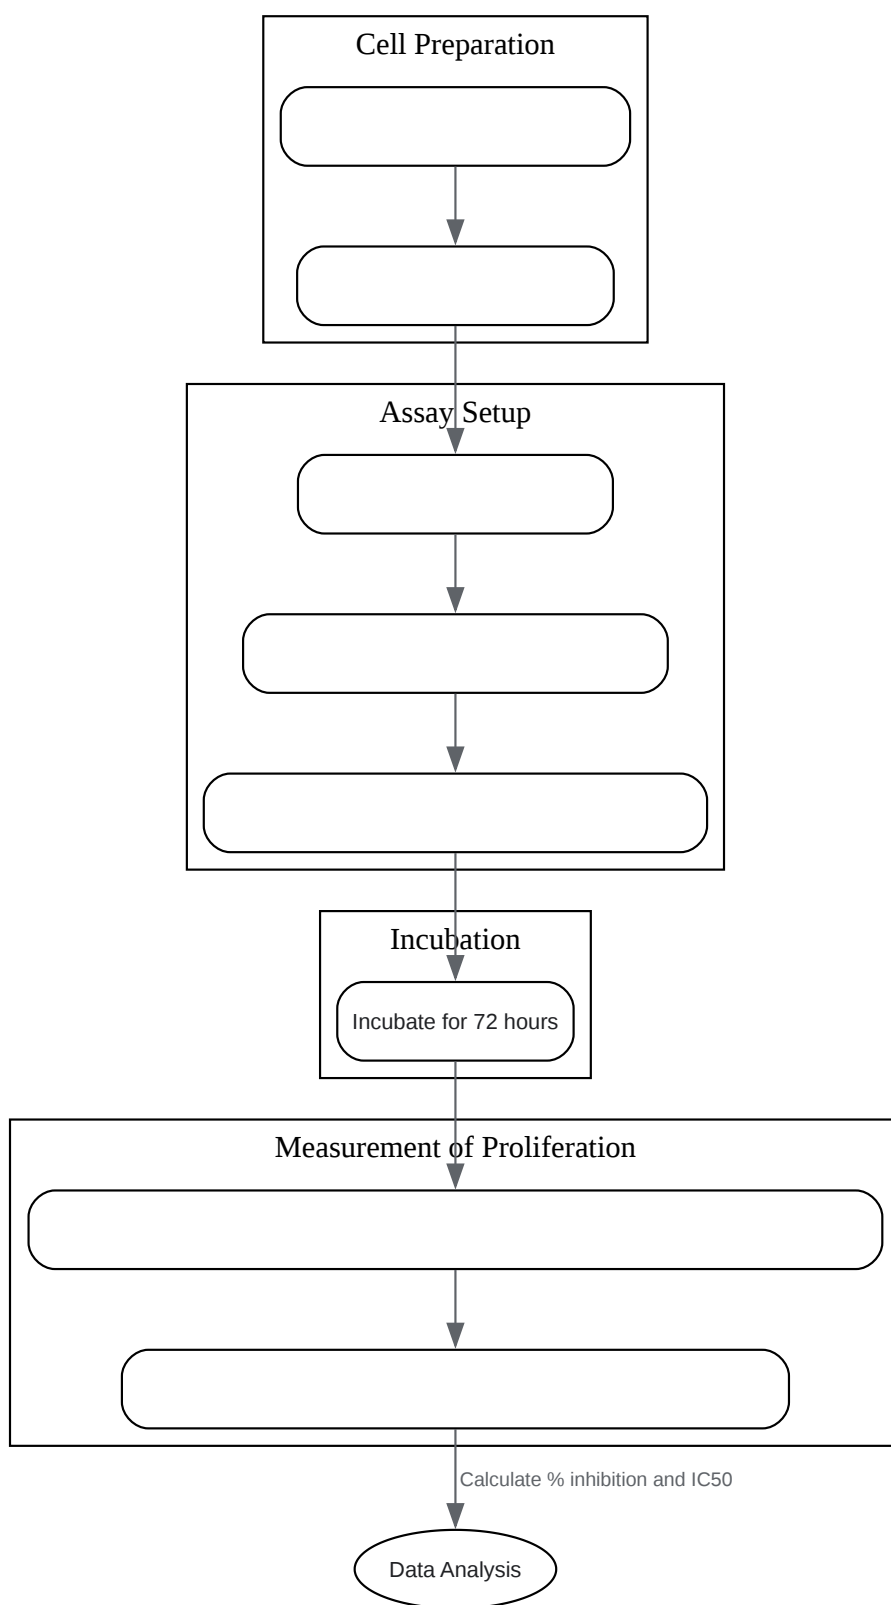 Cell Preparation
Assay Setup
Incubation
Incubate for 72 hours
Measurement of Proliferation
Calculate % inhibition and IC50
Data Analysis